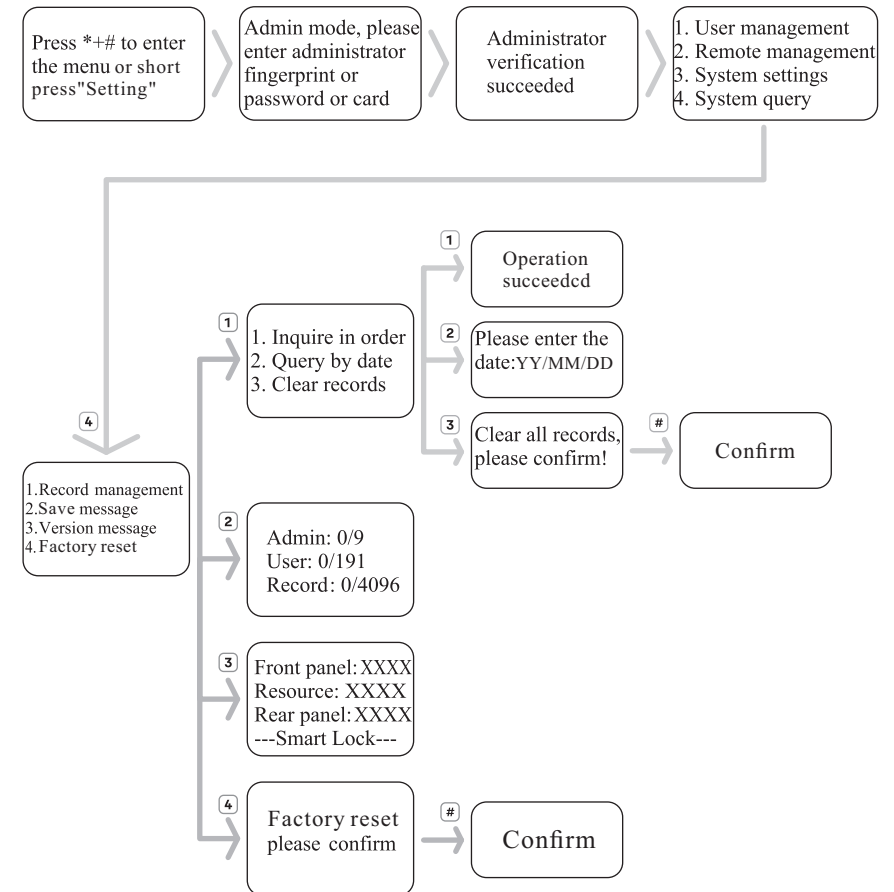 Press *+# to enter
the menu or short
press"Setting"
Admin mode, please
enter administrator
fingerprint or
password or card
Administrator
verification
succeeded
1. User management
2. Remote management
3. System settings
4. System query
4
1.Record management
2.Save message
3.Version message
4.Factory reset
1
1. Inquire in order
2. Query by date
3. Clear records
1
Operation
succeedcd
2
Please enter the
date:YY/MM/DD
3
Clear all records,
please confirm!
#
Confirm
2
Admin: 0/9
User: 0/191
Record: 0/4096
3
Front panel:XXXX
Resource: XXXX
Rear panel:XXXX
---Smart Lock---
4
Factory reset
please confirm
#
Confirm